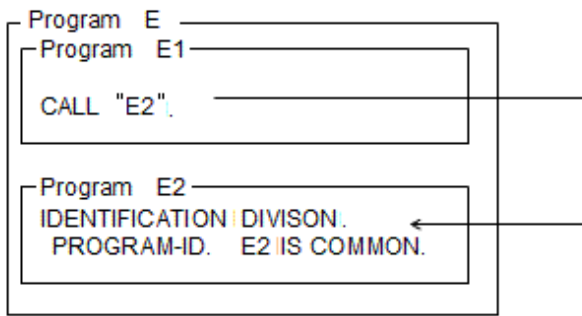 Program E
Program E1
CALL "E2".
Program E2
IDENTIFICATION DIVISON.
PROGRAM-ID. E2 IS COMMON.